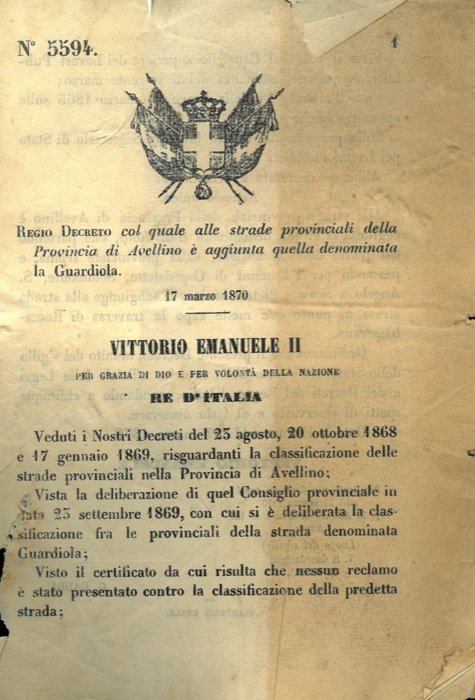 N° 5594.
1
REGIO DECRETO col quale alle strade provinciali della
Provincia di Avellino è aggiunta quella denominata
la Guardiola.
17 marzo 1870
VITTORIO EMANUELE II
PER GRAZIA DI DIO E PER VOLONTÀ DELLA NAZIONE
RE D'ITALIA
Veduti i Nostri Decreti del 23 agosto, 20 ottobre 1868
e 17 gennaio 1869, risguardanti la classificazione delle
strade provinciali nella Provincia di Avellino;
Vista la deliberazione di quel Consiglio provinciale in
data 23 settembre 1869, con cui si è deliberata la clas-
sificazione fra le provinciali della strada denominata
Guardiola;
Visto il certificato da cui risulta che nessun reclamo
è stato presentato contro la classificazione della predetta
strada;